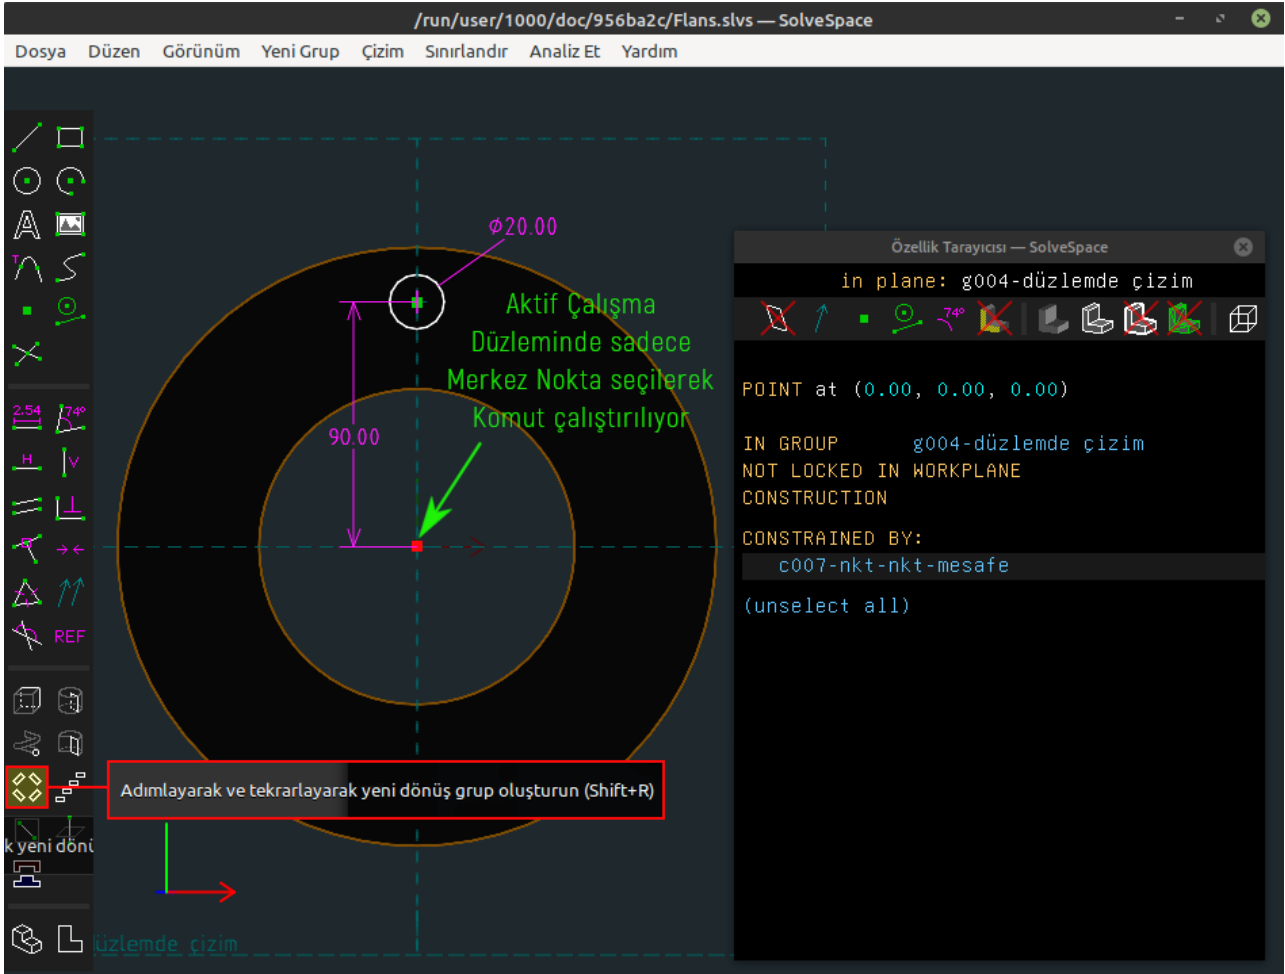 /run/user/1000/doc/956ba2c/Flans.slvs — SolveSpace
Dosya Düzen Görünüm Yeni Grup Çizim Sınırlandır Analiz Et Yardım
ø20.00
Aktif Çalışma
Düzleminde sadece
Merkez Nokta seçilerek
Komut çalıştırılıyor
90.00
2.54 74°
H V
REF
Adımlayarak ve tekrarlayarak yeni dönüş grup oluşturun (Shift+R)
k yeni dönü
üzlemde çizim
Özellik Tarayıcısı — SolveSpace
in plane: g004-düzlemde çizim
74°
POINT at (0.00, 0.00, 0.00)
IN GROUP g004-düzlemde çizim
NOT LOCKED IN WORKPLANE
CONSTRUCTION
CONSTRAINED BY:
c007-nkt-nkt-mesafe
(unselect all)